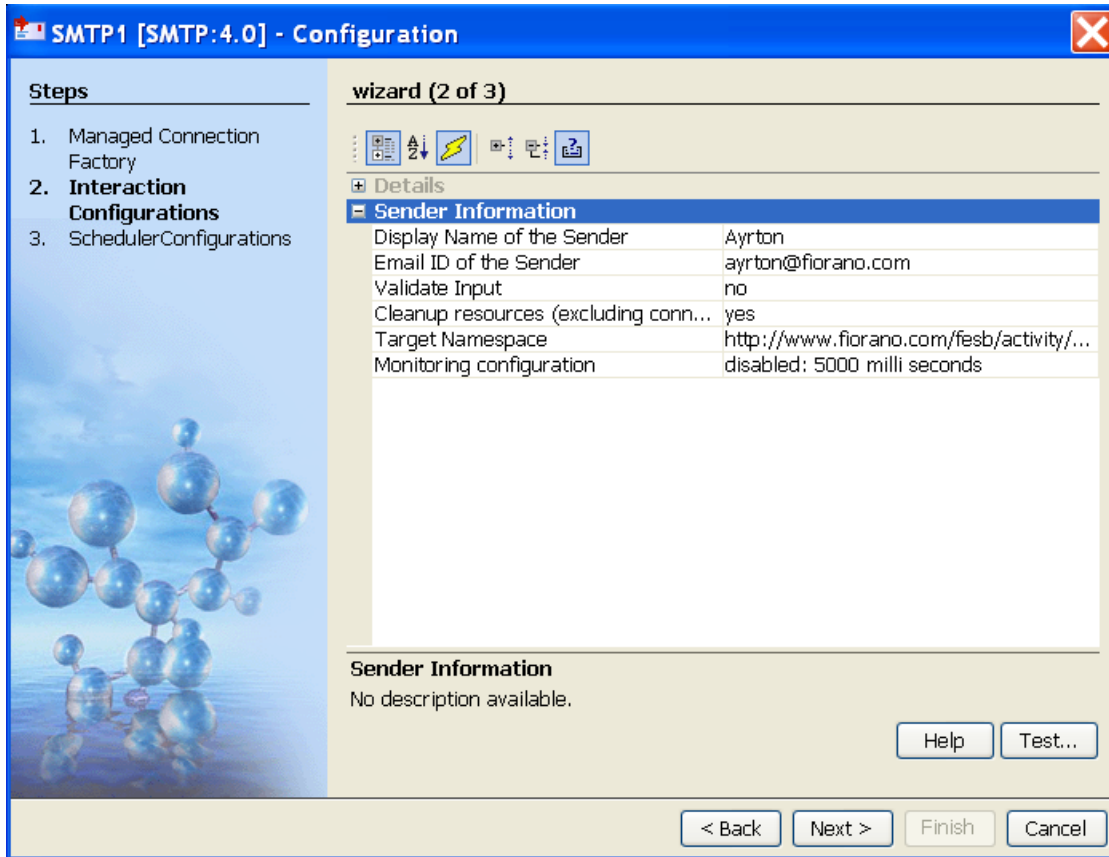 SMTP1 [SMTP:4.0] - Configuration
Steps
1. Managed Connection
Factory
2. Interaction
Configurations
3. SchedulerConfigurations
wizard (2 of 3)
Details
Sender Information
Display Name of the Sender Ayrton
Email ID of the Sender ayrton@fiorano.com
Validate Input no
Cleanup resources (excluding conn... yes
Target Namespace http://www.fiorano.com/fesb/activity/...
Monitoring configuration disabled: 5000 milli seconds
Sender Information
No description available.
Help Test...
< Back Next > Finish Cancel